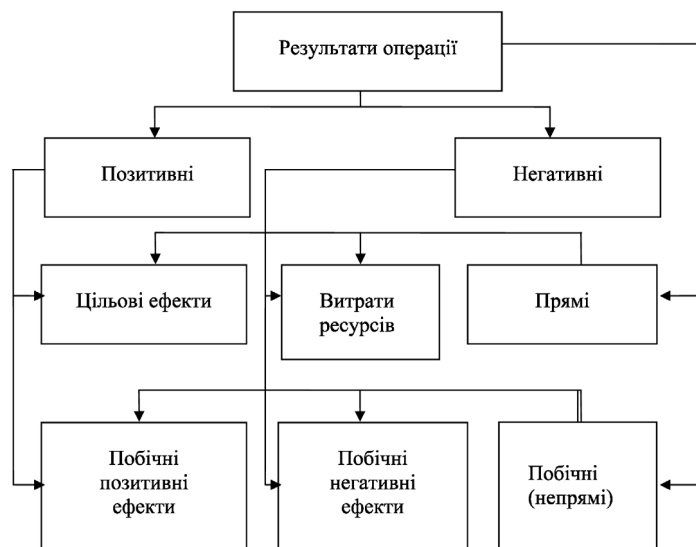 Результати операції
Позитивні
Негативні
Цільові ефекти
Витрати
ресурсів
Прямі
Побічні
позитивні
ефекти
Побічні
негативні
ефекти
Побічні
(непрямі)